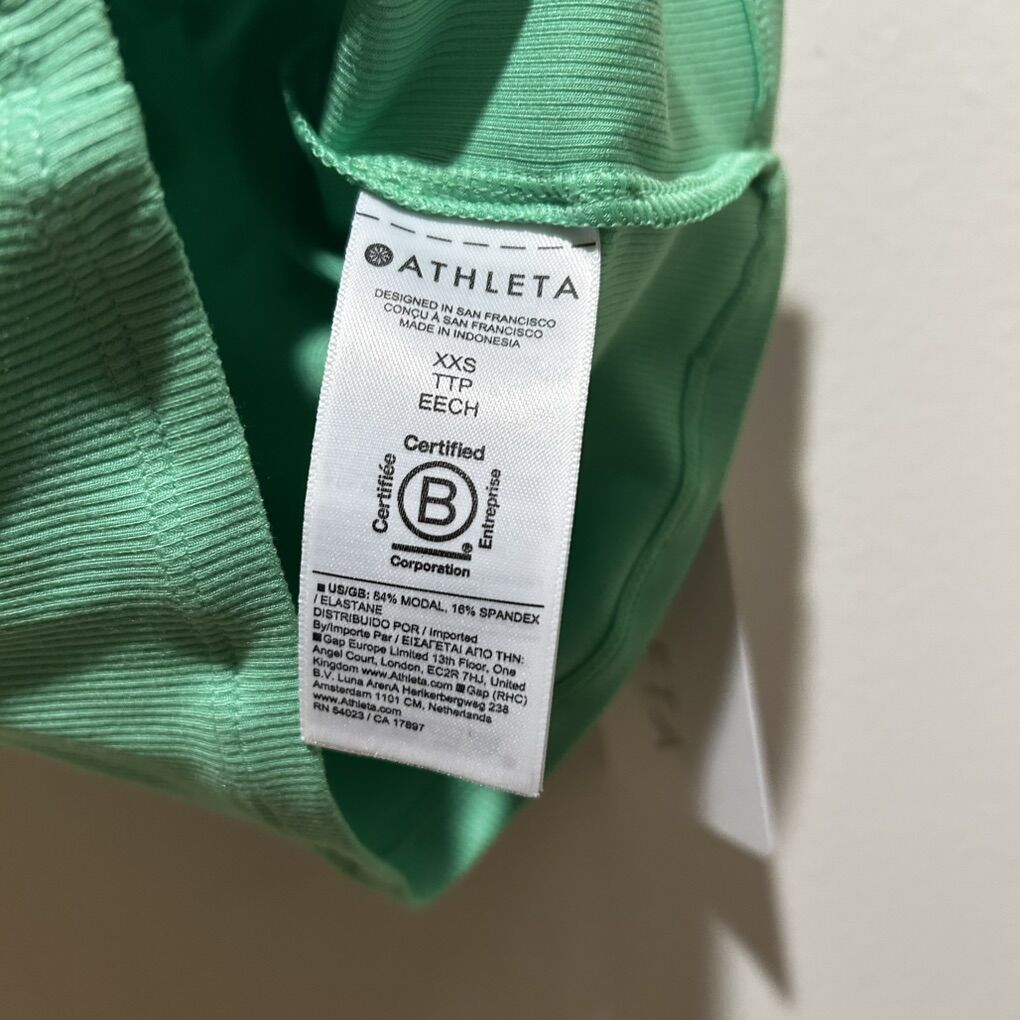 ATHLETA
DESIGNED IN SAN FRANCISCO
CONÇU À SAN FRANCISCO
MADE IN INDONESIA
XXS
TTP
EECH
Certified
Certifiée
B
Entreprise
Corporation
US/GB: 84% MODAL, 16% SPANDEX
/ ELASTANE
DISTRIBUIDO POR / Imported
By/Importe Par / ΕΙΣΑΓΕΤΑΙ ΑΠΟ ΤΗΝ:
Gap Europe Limited 13th Floor, One
Angel Court, London, EC2R 7HJ, United
Kingdom www.Athleta.com Gap (RHC)
B.V. Luna ArenA Herikerbergweg 238
Amsterdam 1101 CM, Netherlands
www.Athleta.com
RN 54023 / CA 17897